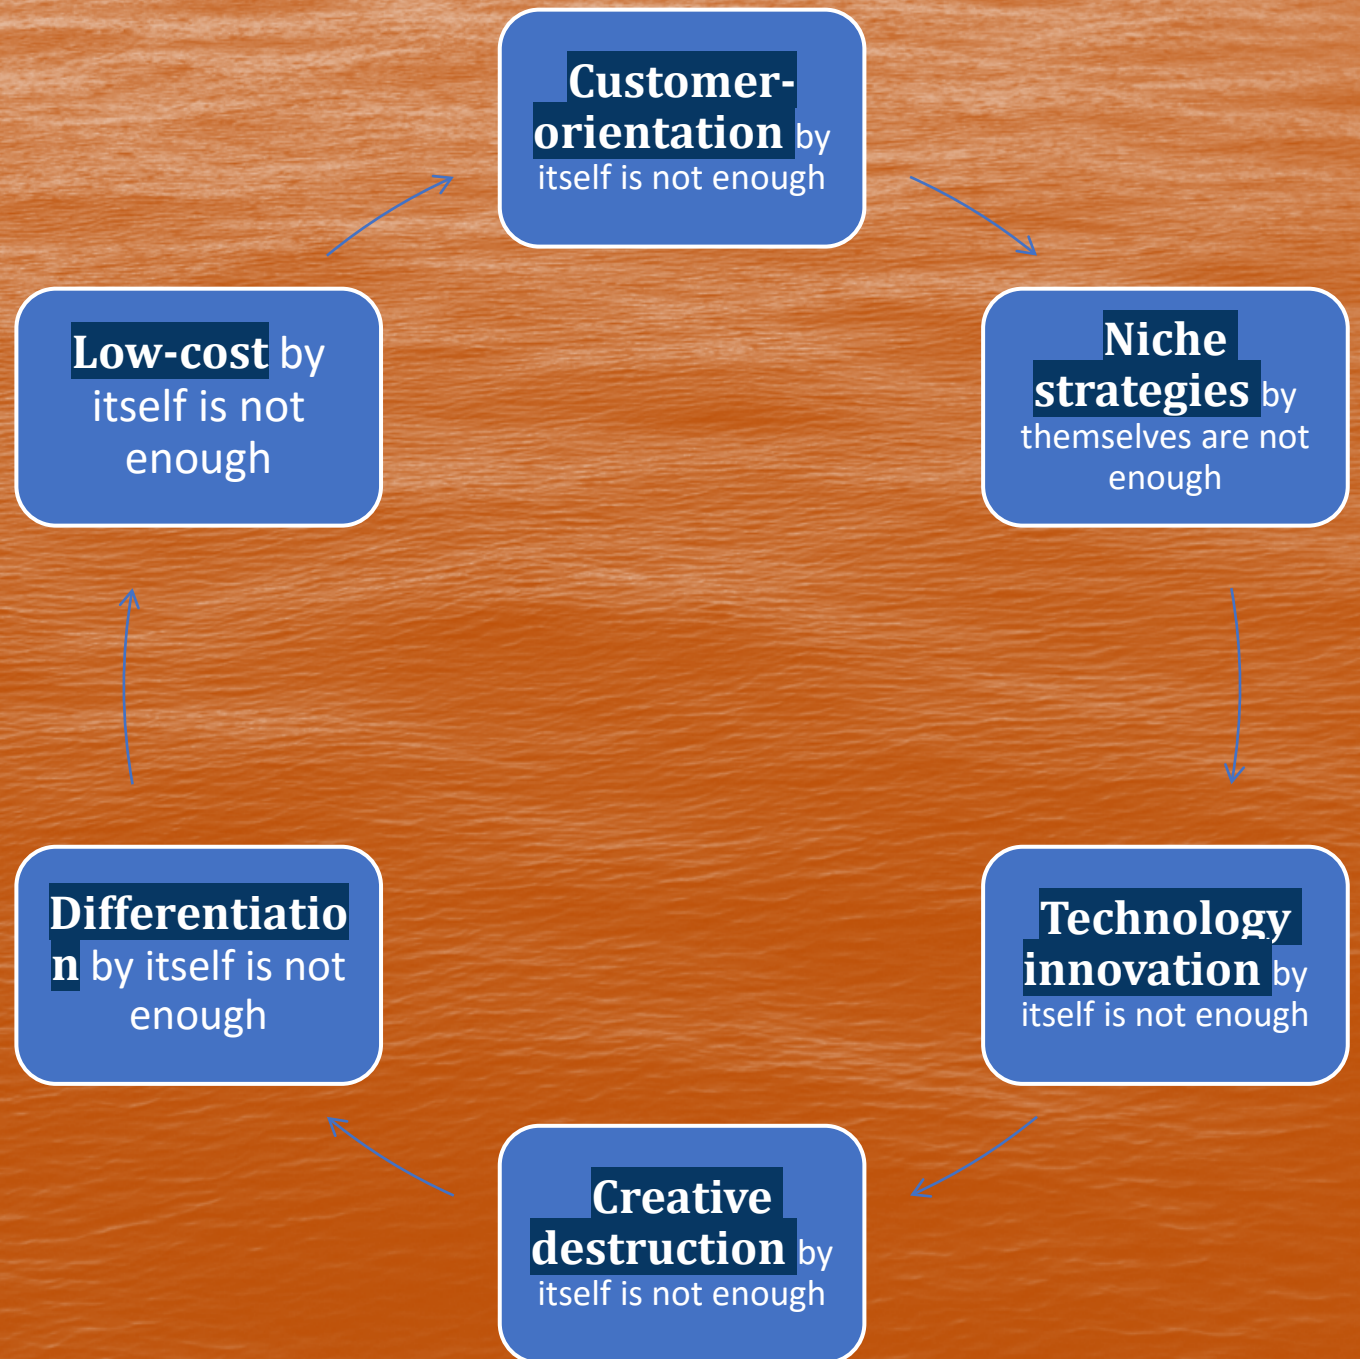 Customer-
orientation by
itself is not enough
Niche
strategies by
themselves are not
enough
Technology
innovation by
itself is not enough
Creative
destruction by
itself is not enough
Differentiatio
n by itself is not
enough
Low-cost by
itself is not
enough